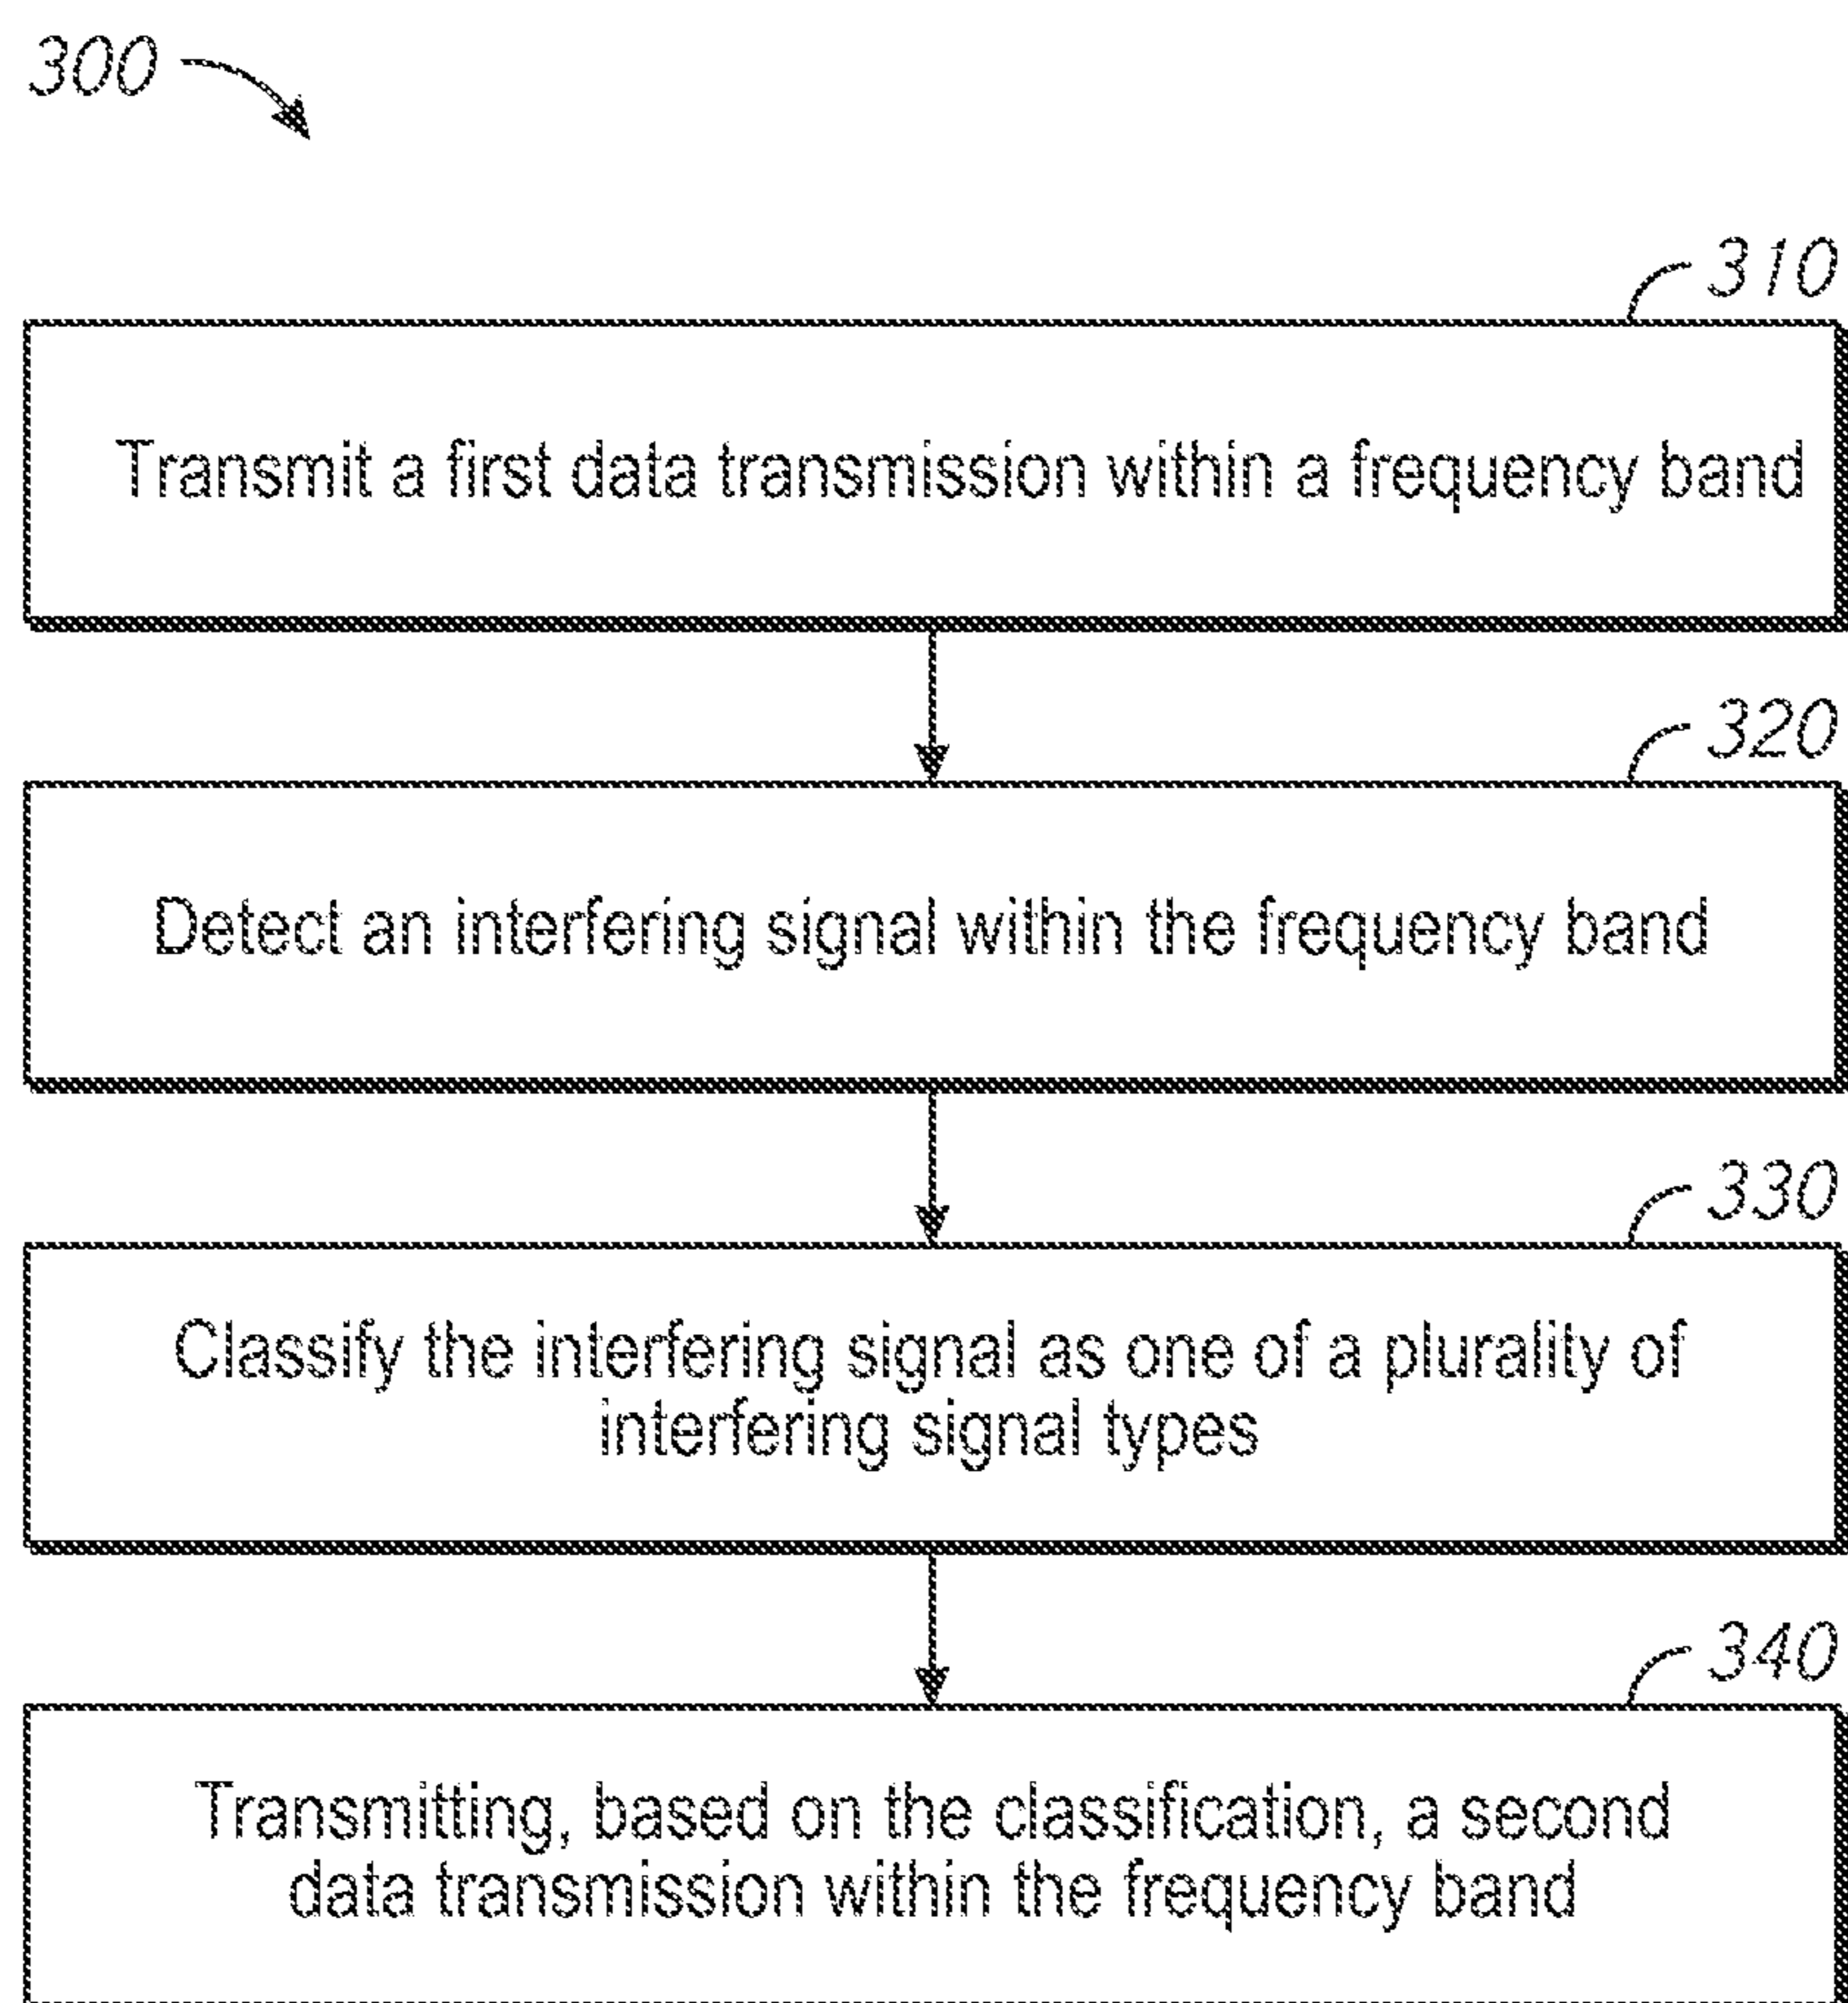 300
310
Transmit a first data transmission within a frequency band
320
Detect an interfering signal within the frequency band
330
Classify the interfering signal as one of a plurality of
interfering signal types
340
Transmitting, based on the classification, a second
data transmission within the frequency band